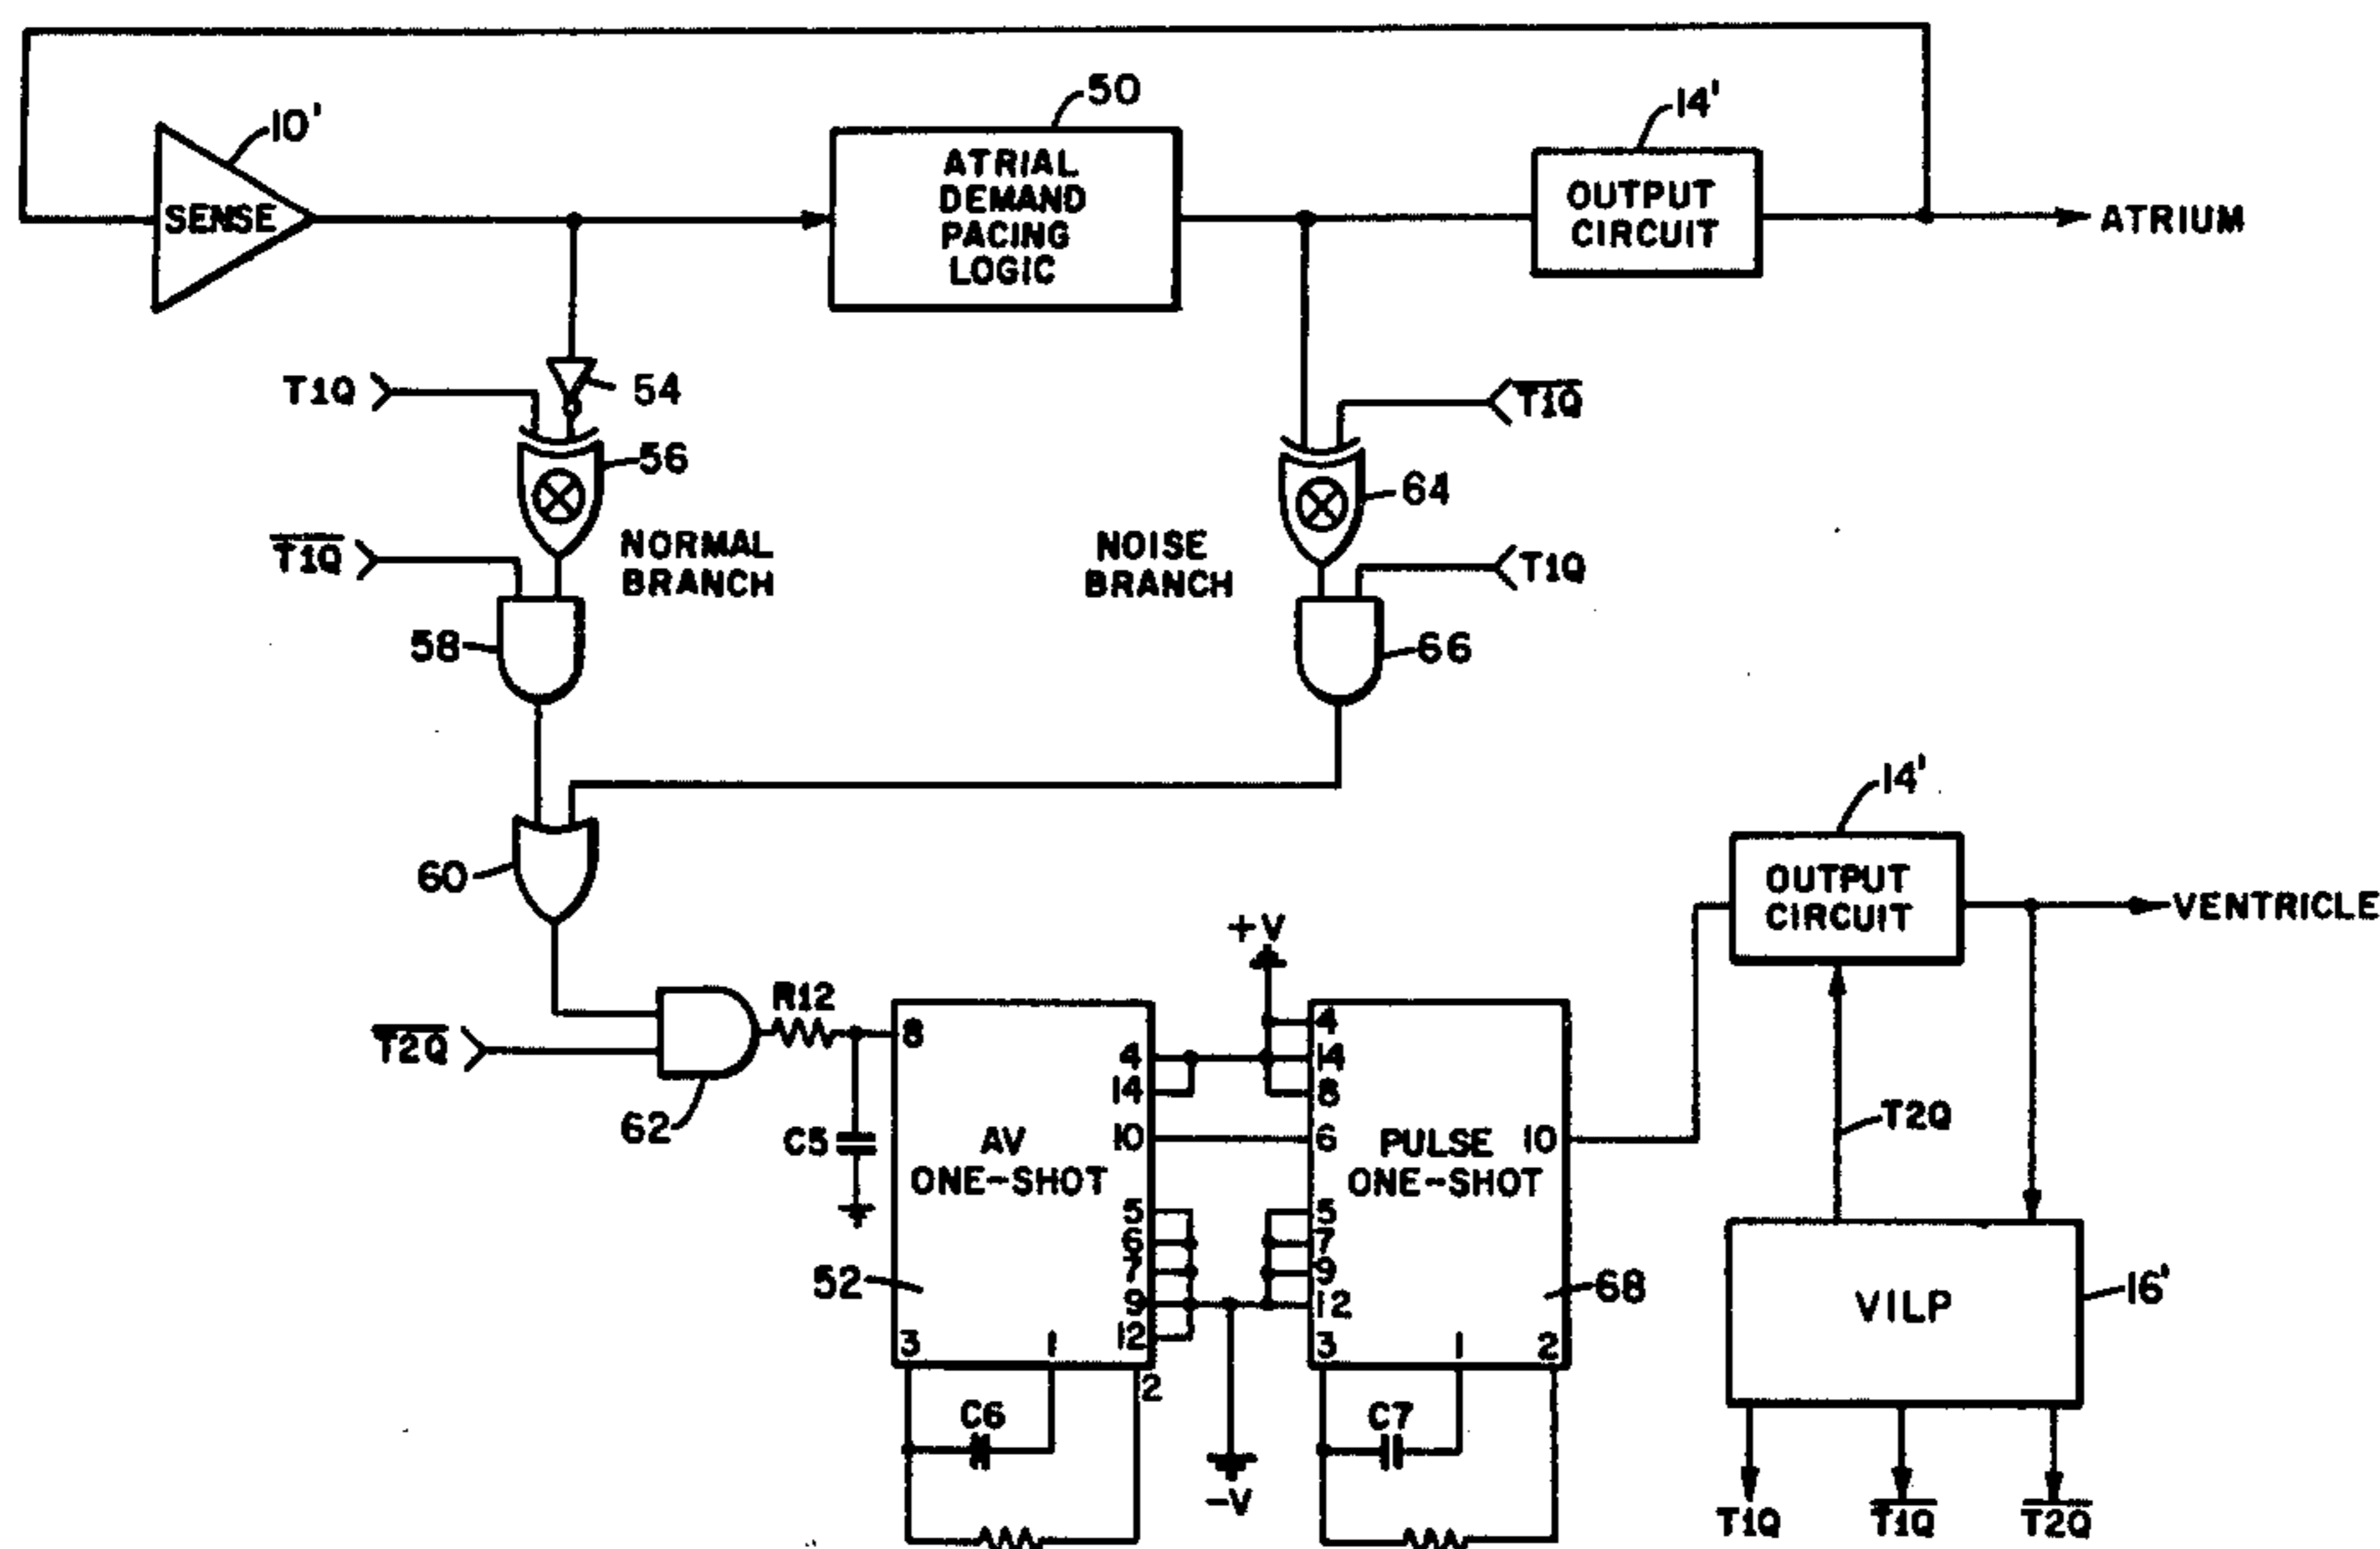 50
14'
10'
ATRIAL
DEMAND
PACING
LOGIC
OUTPUT
CIRCUIT
SENSE
ATRIUM
T1Q
54
T1Q
56
64
T1Q
NORMAL
BRANCH
NOISE
BRANCH
T1Q
58
66
14'
60
OUTPUT
CIRCUIT
VENTRICLE
+V
R12
T2Q
8
4
14
10
5
6
7
9
12
3
1
2
4
14
8
6
10
5
7
9
12
3
1
2
62
C5
AV
ONE-SHOT
PULSE
ONE-SHOT
T2Q
52
68
VILP
16'
C6
C7
-V
T1Q
T1Q
T2Q